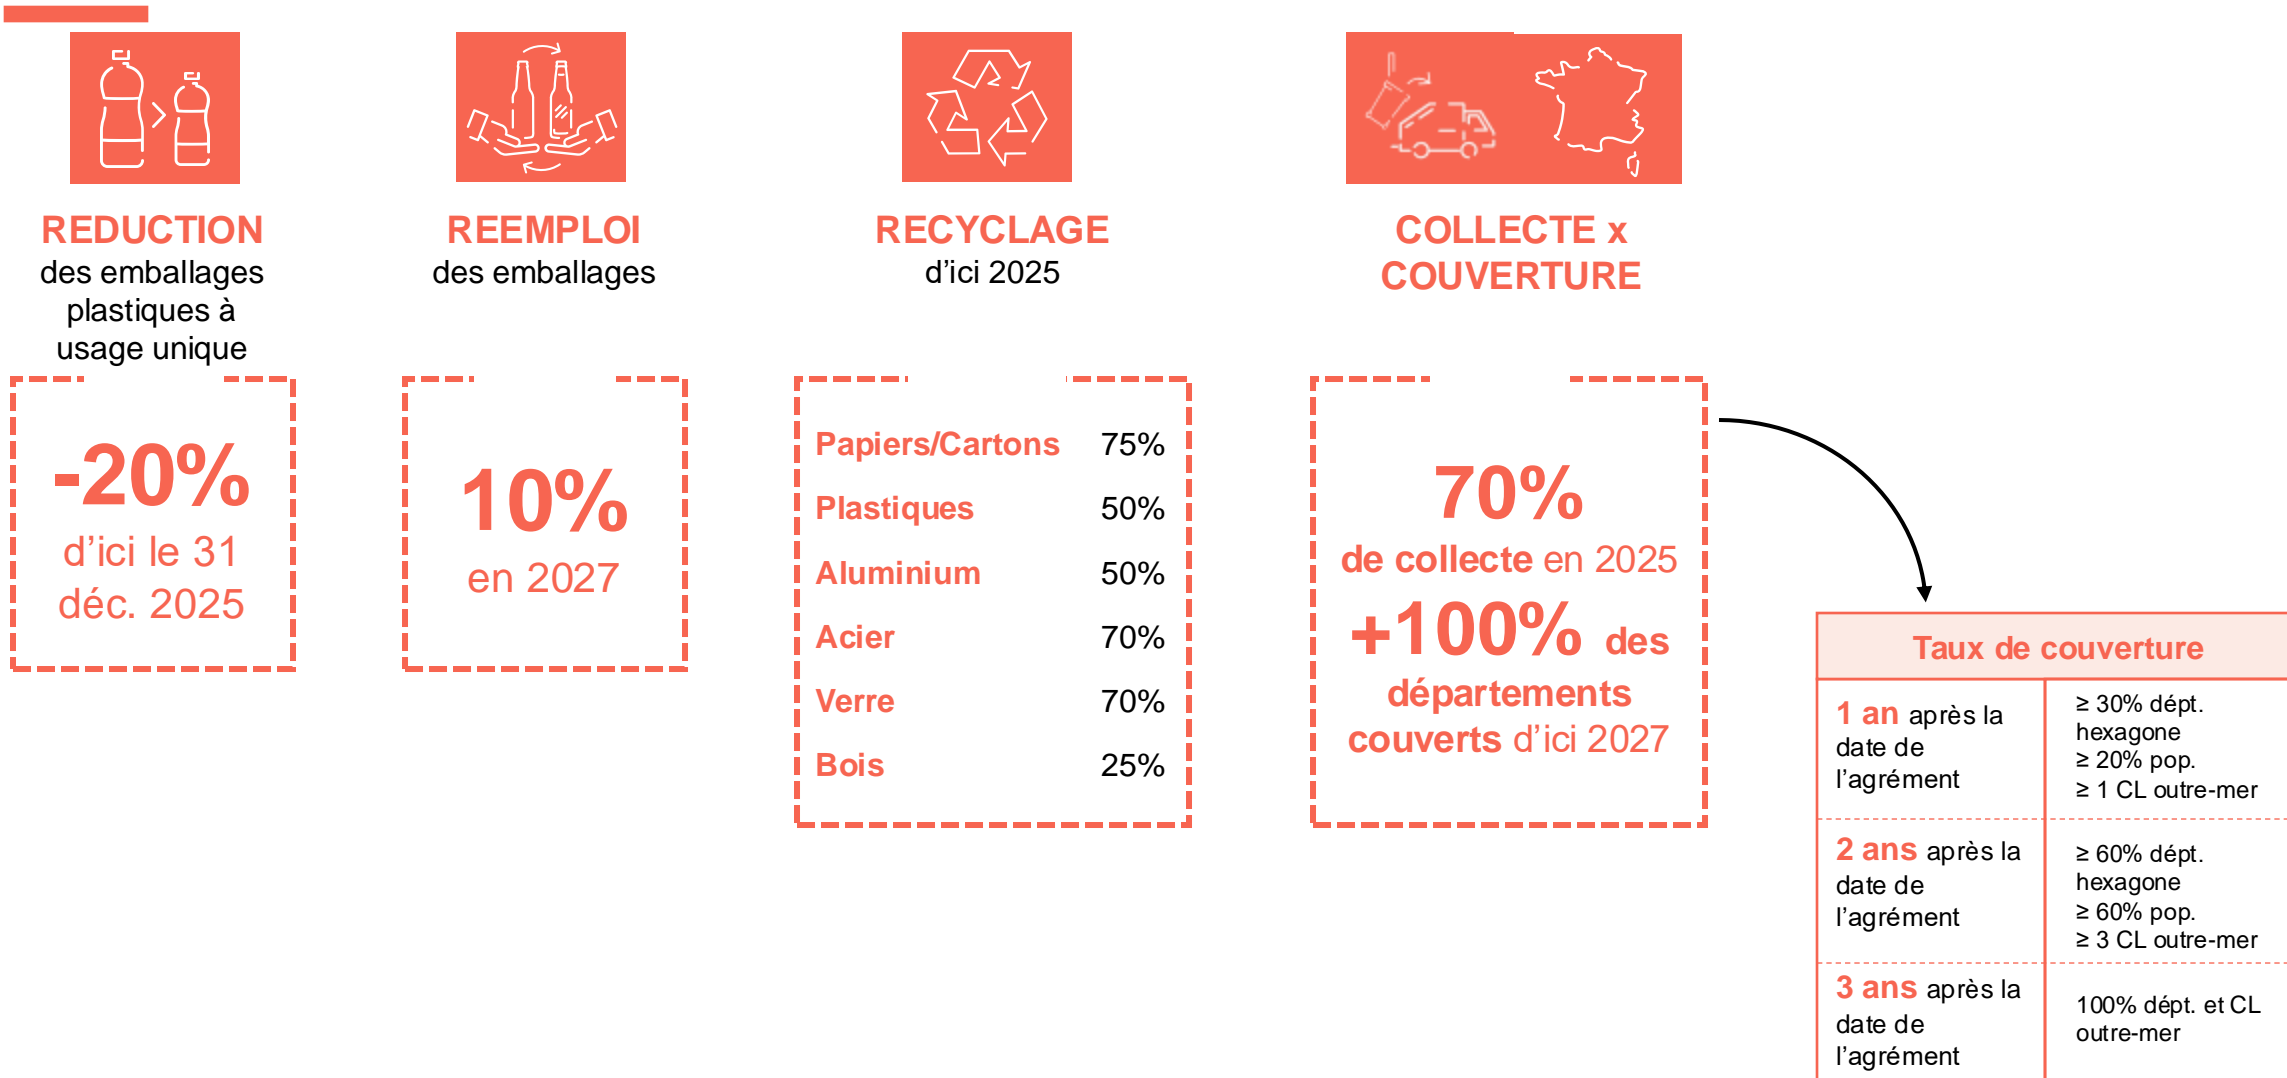 REDUCTION
des emballages
plastiques à
usage unique
-20%
d’ici le 31
déc. 2025
REEMPLOI
des emballages
10%
en 2027
RECYCLAGE
d’ici 2025
Papiers/Cartons 75%
Plastiques 50%
Aluminium 50%
Acier 70%
Verre 70%
Bois 25%
COLLECTE x
COUVERTURE
70%
de collecte en 2025
+100% des
départements
couverts d’ici 2027
Taux de couverture
1 an après la
date de
l’agrément
≥ 30% dépt.
hexagone
≥ 20% pop.
≥ 1 CL outre-mer
2 ans après la
date de
l’agrément
≥ 60% dépt.
hexagone
≥ 60% pop.
≥ 3 CL outre-mer
3 ans après la
date de
l’agrément
100% dépt. et CL
outre-mer